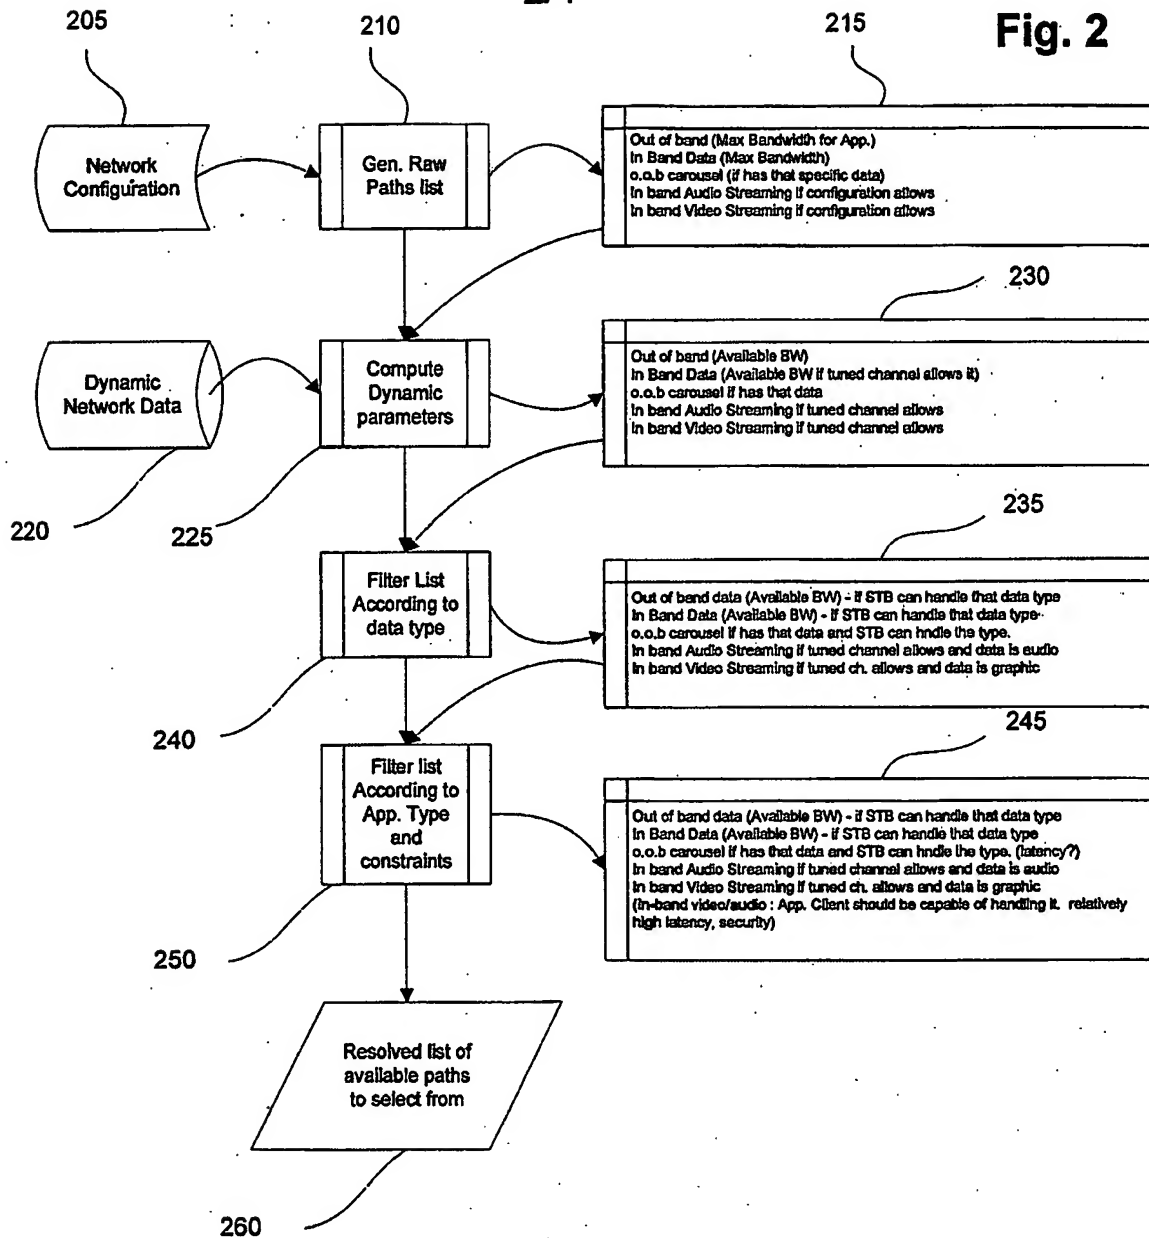 205
210
215
Fig. 2
Network
Configuration
Gen. Raw
Paths list
Out of band (Max Bandwidth for App.)
In Band Data (Max Bandwidth)
o.o.b carousel (if has that specific data)
In band Audio Streaming if configuration allows
In band Video Streaming if configuration allows
230
Dynamic
Network Data
Compute
Dynamic
parameters
Out of band (Available BW)
In Band Data (Available BW if tuned channel allows it)
o.o.b carousel if has that data
In band Audio Streaming if tuned channel allows
In band Video Streaming if tuned channel allows
220
225
235
Filter List
According to
data type
Out of band data (Available BW) - if STB can handle that data type
In Band Data (Available BW) - if STB can handle that data type
o.o.b carousel if has that data and STB can hndle the type.
In band Audio Streaming if tuned channel allows and data is audio
In band Video Streaming if tuned ch. allows and data is graphic
240
245
Filter list
According to
App. Type
and
constraints
Out of band data (Available BW) - if STB can handle that data type
In Band Data (Available BW) - if STB can handle that data type
o.o.b carousel if has that data and STB can hndle the type. (latency?)
In band Audio Streaming if tuned channel allows and data is audio
In band Video Streaming if tuned ch. allows and data is graphic
(In-band video/audio : App. Client should be capable of handling it. relatively
high latency, security)
250
Resolved list of
available paths
to select from
260